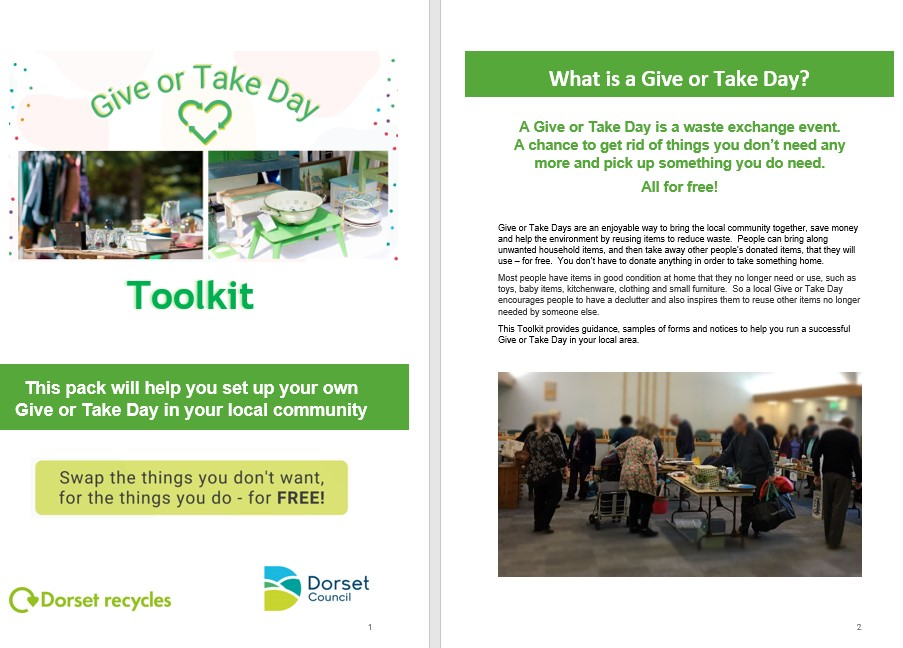 Give or Take Day
Toolkit
This pack will help you set up your own
Give or Take Day in your local community
Swap the things you don't want,
for the things you do - for FREE!
Dorset recycles
Dorset
Council
1
What is a Give or Take Day?
A Give or Take Day is a waste exchange event.
A chance to get rid of things you don’t need any
more and pick up something you do need.
All for free!
Give or Take Days are an enjoyable way to bring the local community together, save money
and help the environment by reusing items to reduce waste.  People can bring along
unwanted household items, and then take away other people’s donated items, that they will
use – for free.  You don’t have to donate anything in order to take something home.
Most people have items in good condition at home that they no longer need or use, such as
toys, baby items, kitchenware, clothing and small furniture.  So a local Give or Take Day
encourages people to have a declutter and also inspires them to reuse other items no longer
needed by someone else.
This Toolkit provides guidance, samples of forms and notices to help you run a successful
Give or Take Day in your local area.
2